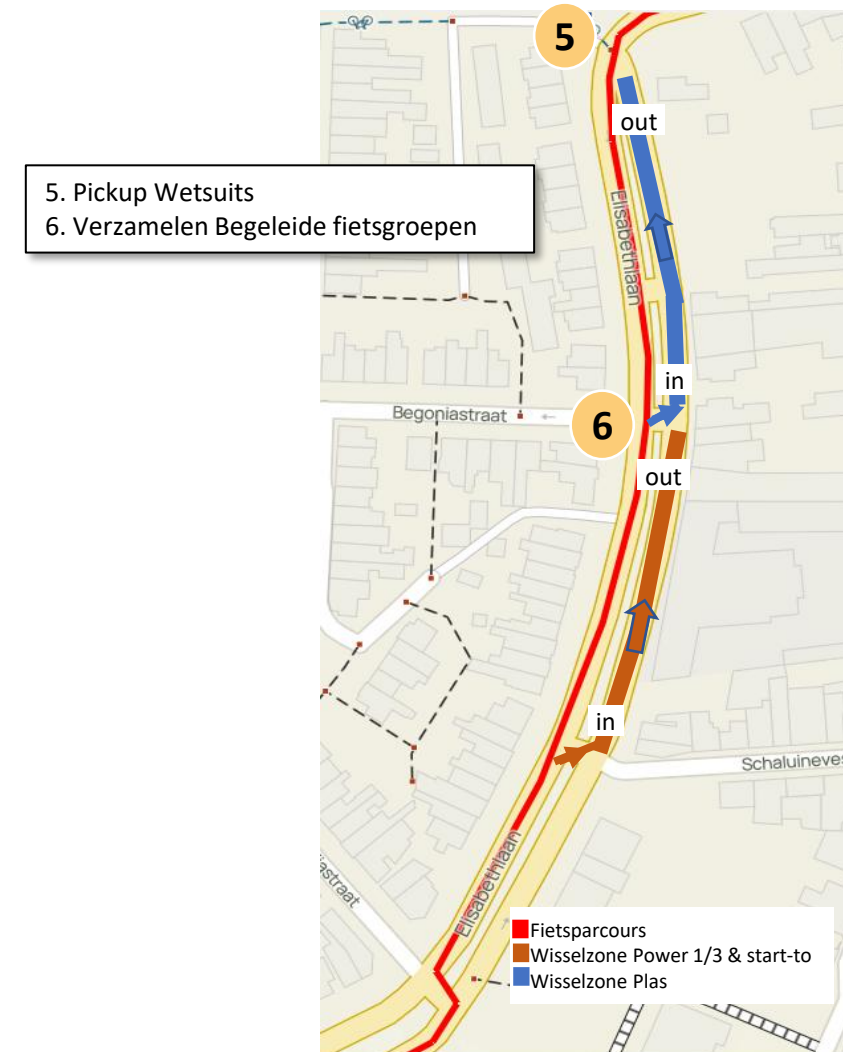 5
out
5. Pickup Wetsuits
6. Verzamelen Begeleide fietsgroepen
Elisabethlaan
in
Begoniastraat
6
out
in
Schaluineves
Elisabethlaan
Fietsparcours
Wisselzone Power 1/3 & start-to
Wisselzone Plas